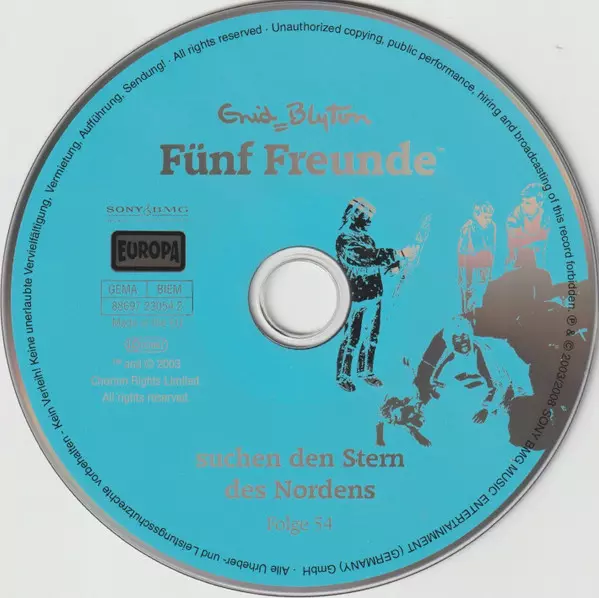 Alle Urheber- und Leistungsschutzrechte vorbehalten · Kein Verleih! Keine unerlaubte Vervielfältigung, Vermietung, Aufführung, Sendung! · All rights reserved · Unauthorized copying, public performance, hiring and broadcasting of this record forbidden. ℗ & © 2003/2008 SONY BMG MUSIC ENTERTAINMENT (GERMANY) GmbH ·
Enid Blyton
Fünf Freunde™
SONY BMG
EUROPA
GEMA BIEM
℗ and © 2003
Chorion Rights Limited.
All rights reserved.
suchen den Stern
des Nordens
Folge 54